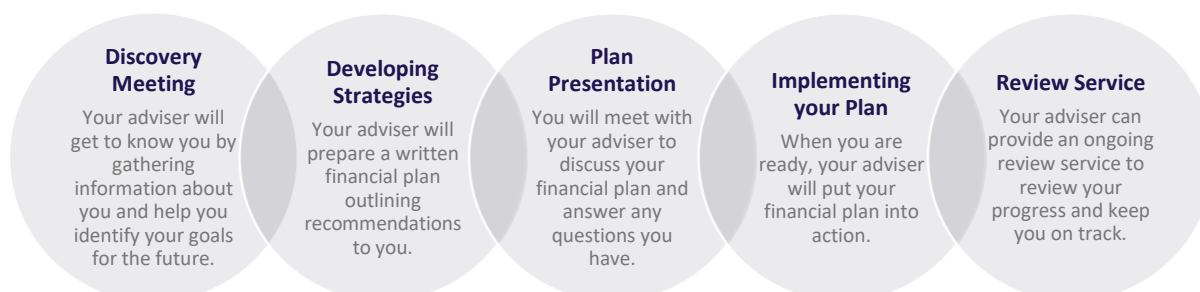 Discovery
Meeting
Your adviser will
get to know you by
gathering
information about
you and help you
identify your goals
for the future.
Developing
Strategies
Your adviser will
prepare a written
financial plan
outlining
recommendations
to you.
Plan
Presentation
You will meet with
your adviser to
discuss your
financial plan and
answer any
questions you
have.
Implementing
your Plan
When you are
ready, your adviser
will put your
financial plan into
action.
Review Service
Your adviser can
provide an ongoing
review service to
review your
progress and keep
you on track.